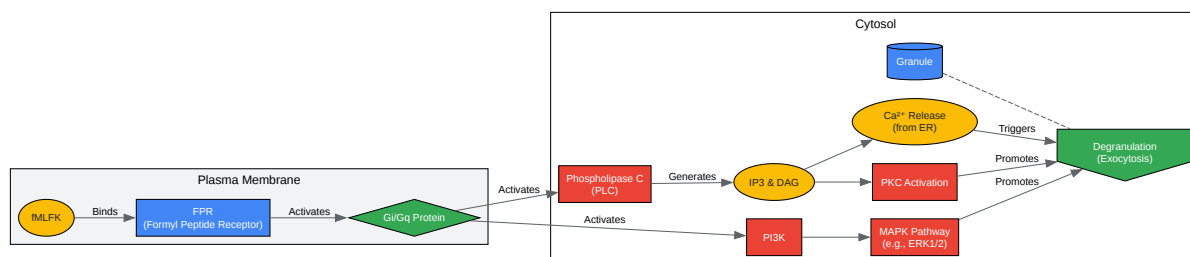 Cytosol
Granule
Ca²⁺ Release
(from ER)
Triggers
Degranulation
(Exocytosis)
Promotes
Promotes
Plasma Membrane
fMLFK
Binds
FPR
(Formyl Peptide Receptor)
Activates
Gi/Gq Protein
Activates
Phospholipase C
(PLC)
Generates
IP3 & DAG
PKC Activation
Activates
PI3K
MAPK Pathway
(e.g., ERK1/2)